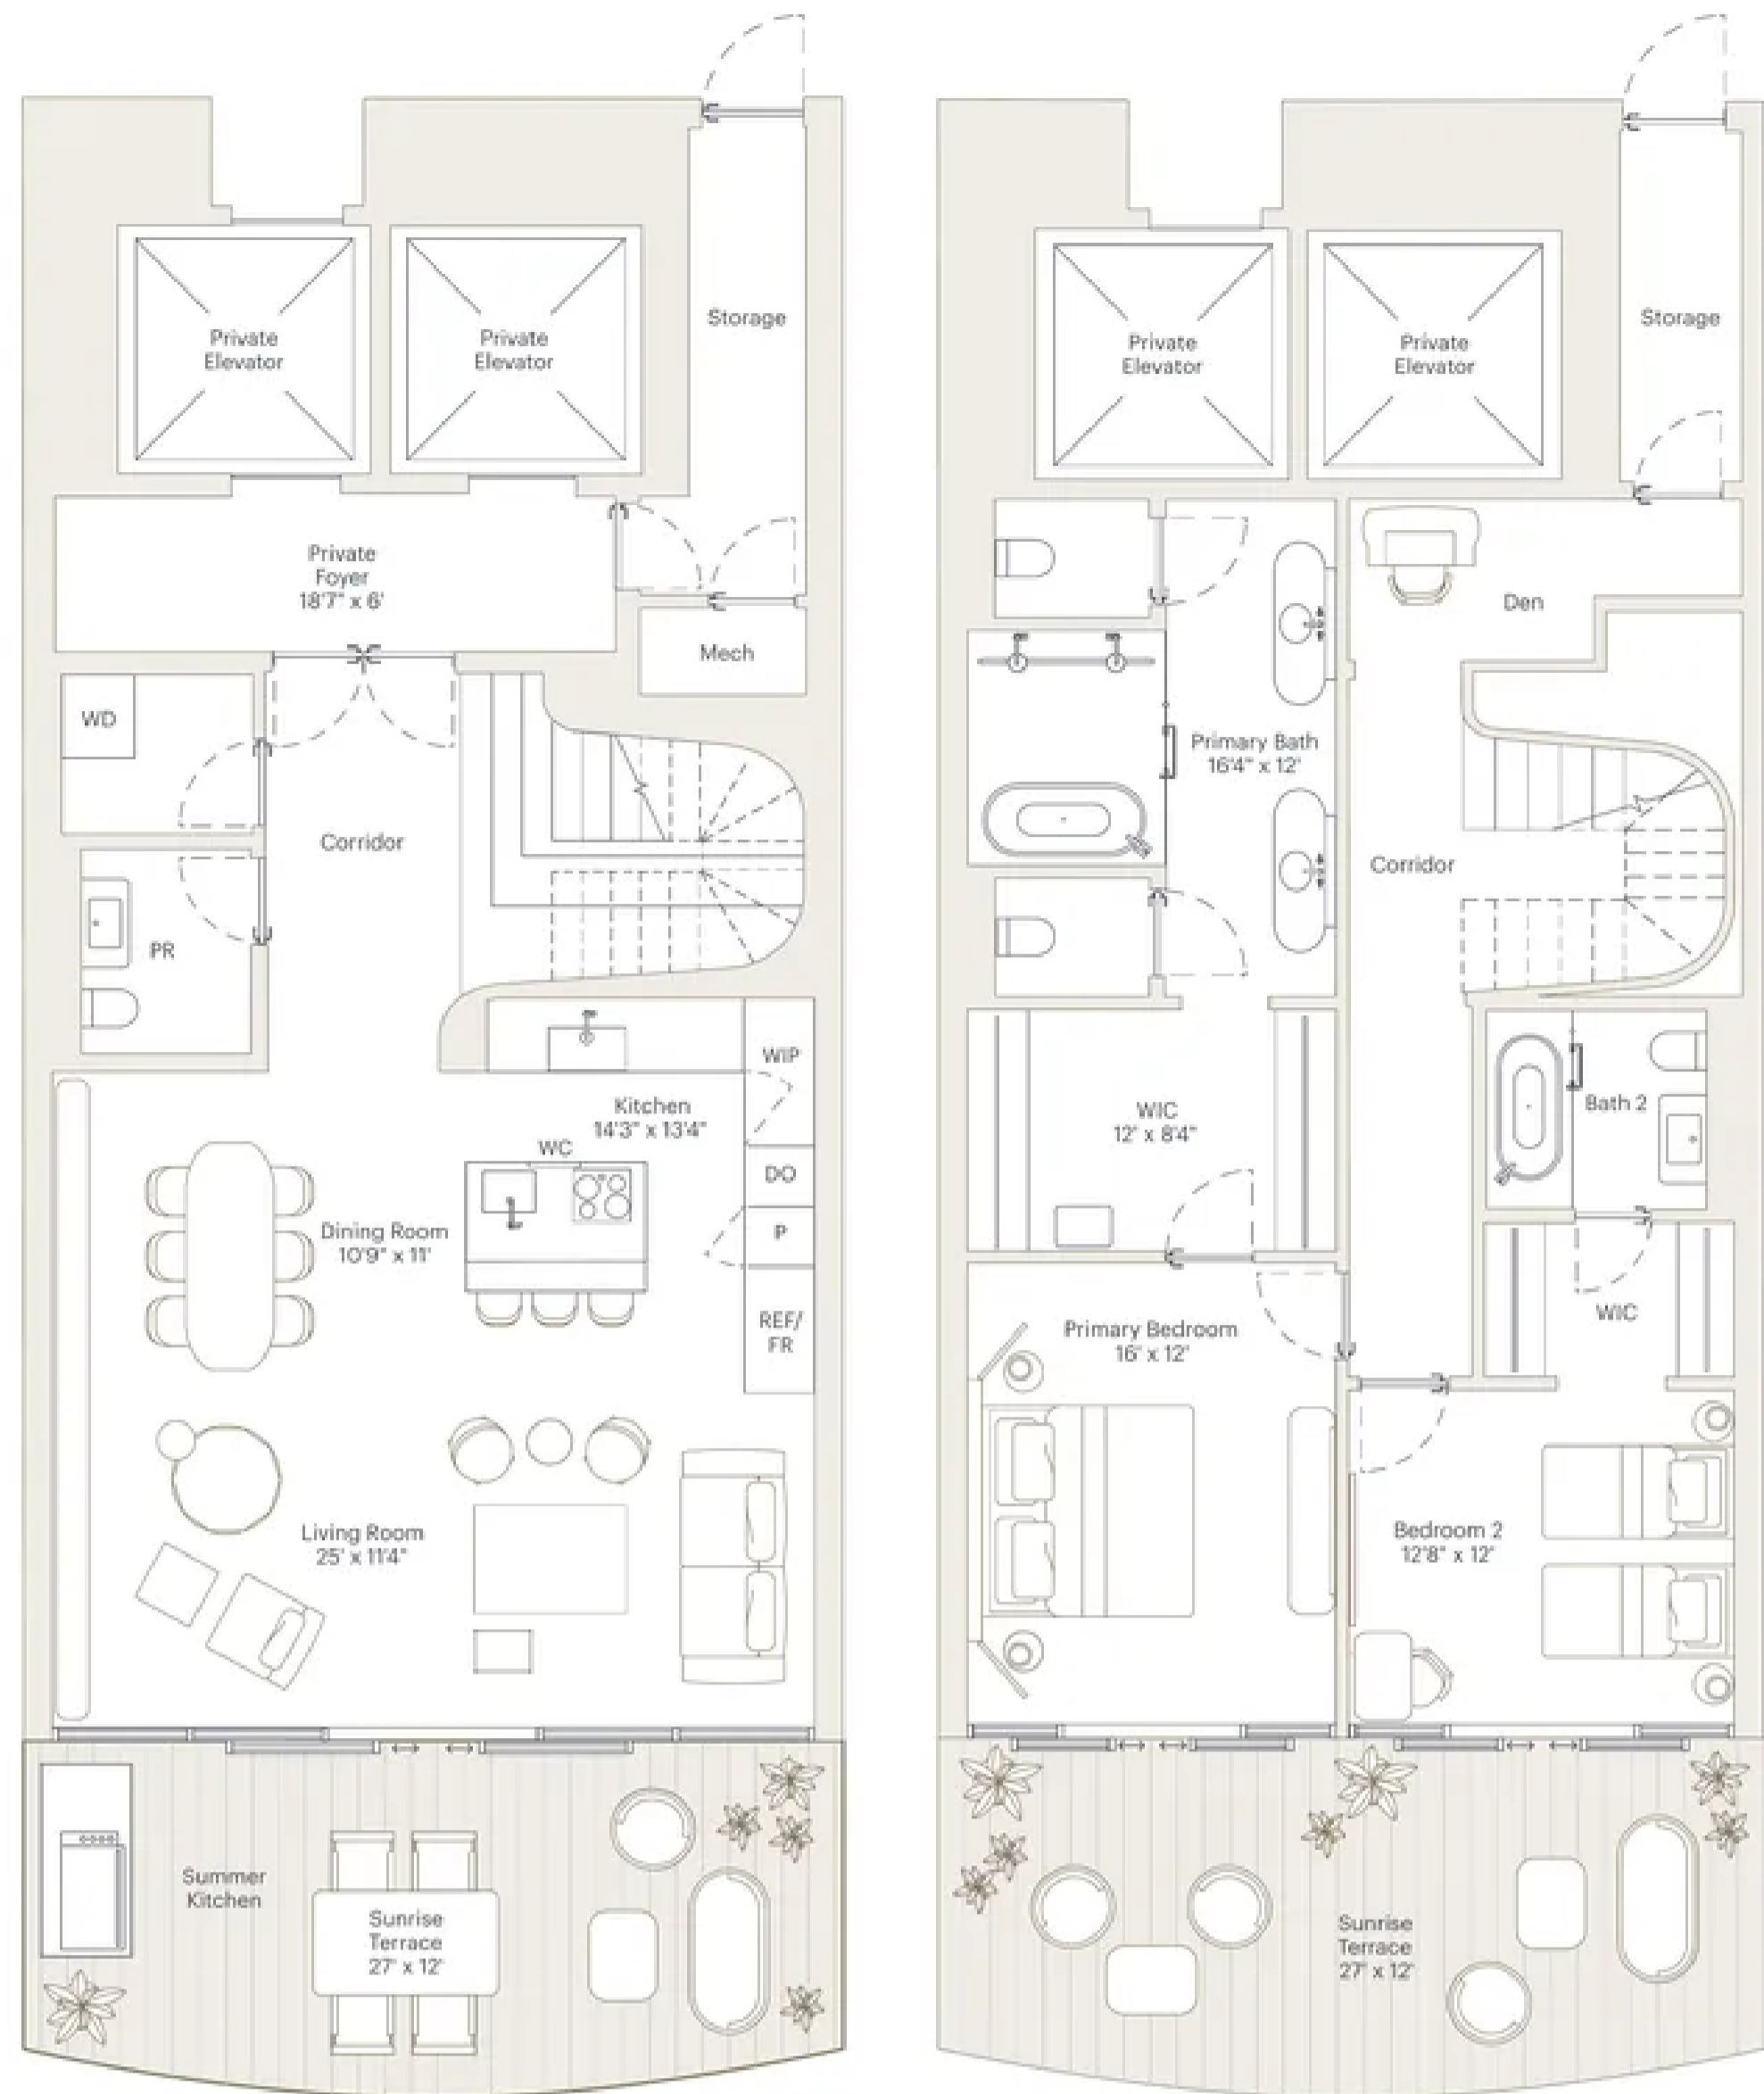 Private
Elevator
Private
Elevator
Storage
Private
Foyer
18'7" x 6'
Mech
WD
Corridor
PR
WIP
Kitchen
14'3" x 13'4"
WC
DO
Dining Room
10'9" x 11'
P
REF/
FR
Living Room
25' x 11'4"
Summer
Kitchen
Sunrise
Terrace
27' x 12'
Private
Elevator
Private
Elevator
Storage
Den
Primary Bath
16'4" x 12'
Corridor
WIC
12' x 8'4"
Bath 2
WIC
Primary Bedroom
16' x 12'
Bedroom 2
12'8" x 12'
Sunrise
Terrace
27' x 12'